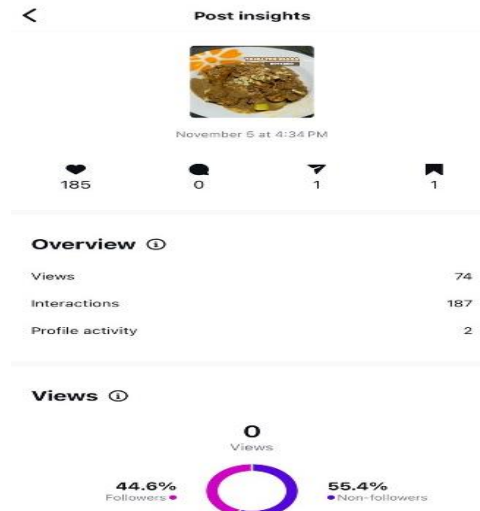 Post insights
November 5 at 4:34 PM
185 0 1 1
Overview
Views 74
Interactions 187
Profile activity 2
Views
0
Views
44.6% 55.4%
Followers Non-followers